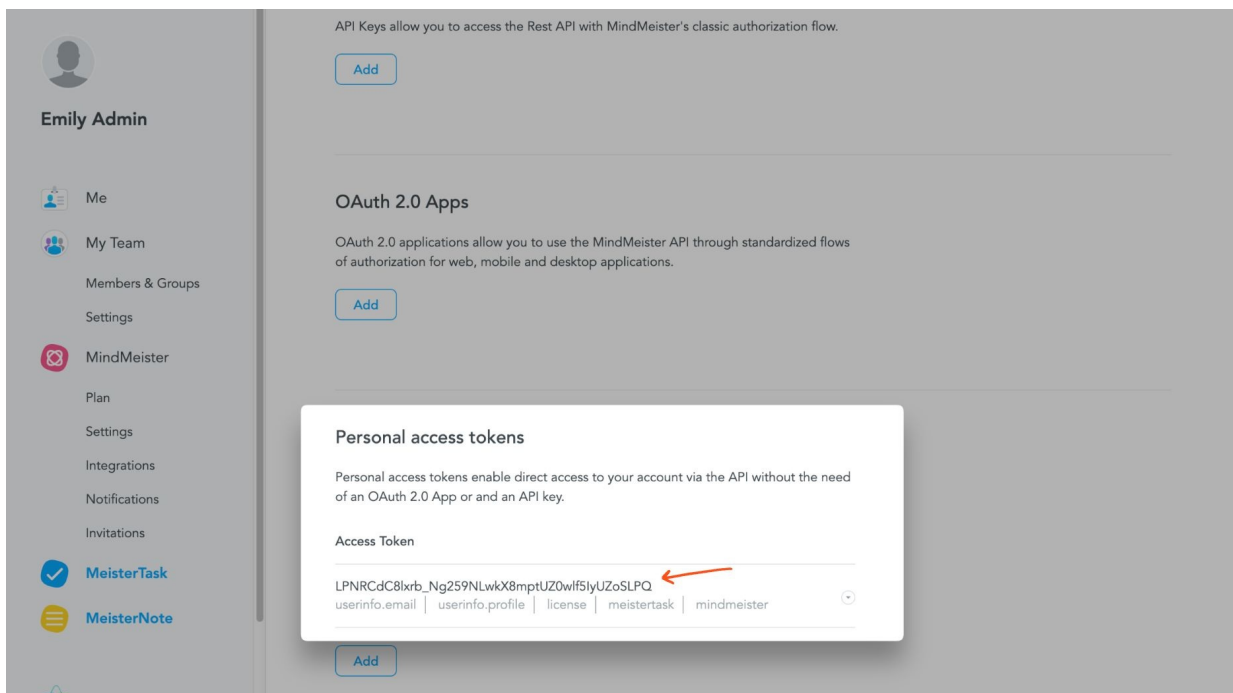 API Keys allow you to access the Rest API with MindMeister's classic authorization flow.
Add
Emily Admin
Me
My Team
Members & Groups
Settings
MindMeister
Plan
Settings
Integrations
Notifications
Invitations
MeisterTask
MeisterNote
OAuth 2.0 Apps
OAuth 2.0 applications allow you to use the MindMeister API through standardized flows
of authorization for web, mobile and desktop applications.
Add
Personal access tokens
Personal access tokens enable direct access to your account via the API without the need
of an OAuth 2.0 App or and an API key.
Access Token
LPNRCdC8lxrb_Ng259NLwkX8mptUZ0wlf5IyUZoSLPQ
userinfo.email | userinfo.profile | license | meistertask | mindmeister
Add